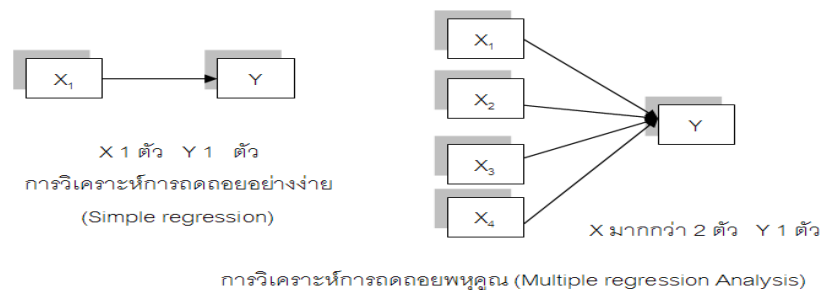 X₁
Y
X 1 ตัว Y 1 ตัว
การวิเคราะห์การถดถอยอย่างง่าย
(Simple regression)
X₁
X₂
X₃
X₄
Y
X มากกว่า 2 ตัว Y 1 ตัว
การวิเคราะห์การถดถอยพหุคูณ (Multiple regression Analysis)